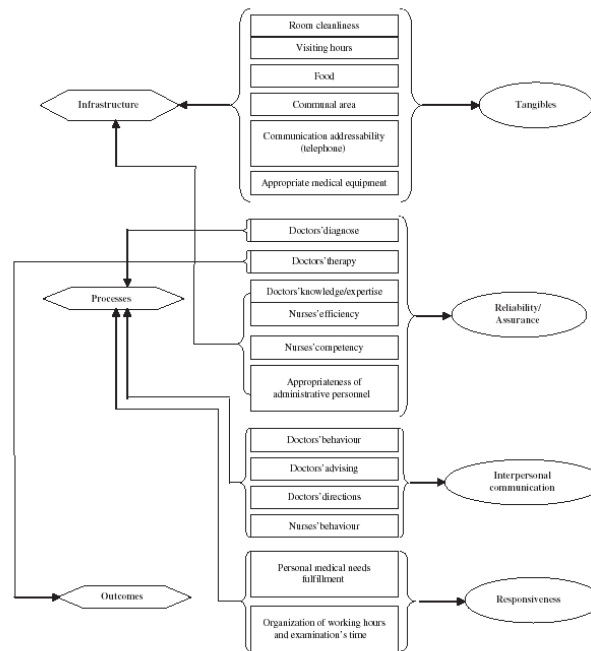 Room cleanliness
Visiting hours
Food
Infrastructure
Communal area
Tangibles
Communication addressability
(telephone)
Appropriate medical equipment
Doctors'diagnose
Doctors'therapy
Doctors'knowledge/expertise
Processes
Nurses'efficiency
Reliability/
Assurance
Nurses'competency
Appropriateness of
administrative personnel
Doctors'behaviour
Doctors'advising
Interpersonal
communication
Doctors'directions
Nurses'behaviour
Personal medical needs
fulfillment
Outcomes
Responsiveness
Organization of working hours
and examination's time